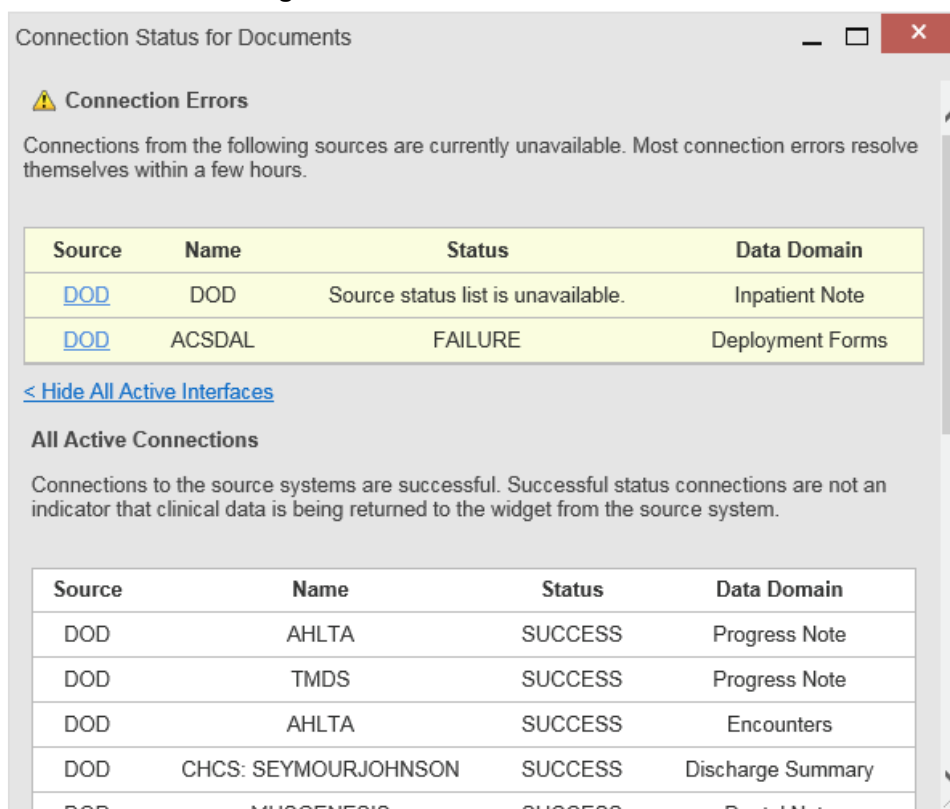 Connection Status for Documents
Connection Errors
Connections from the following sources are currently unavailable. Most connection errors resolve
themselves within a few hours.
Source Name Status Data Domain
DOD DOD Source status list is unavailable. Inpatient Note
DOD ACSDAL FAILURE Deployment Forms
< Hide All Active Interfaces
All Active Connections
Connections to the source systems are successful. Successful status connections are not an
indicator that clinical data is being returned to the widget from the source system.
Source Name Status Data Domain
DOD AHLTA SUCCESS Progress Note
DOD TMDS SUCCESS Progress Note
DOD AHLTA SUCCESS Encounters
DOD CHCS: SEYMOURJOHNSON SUCCESS Discharge Summary
DOD SUCCESS